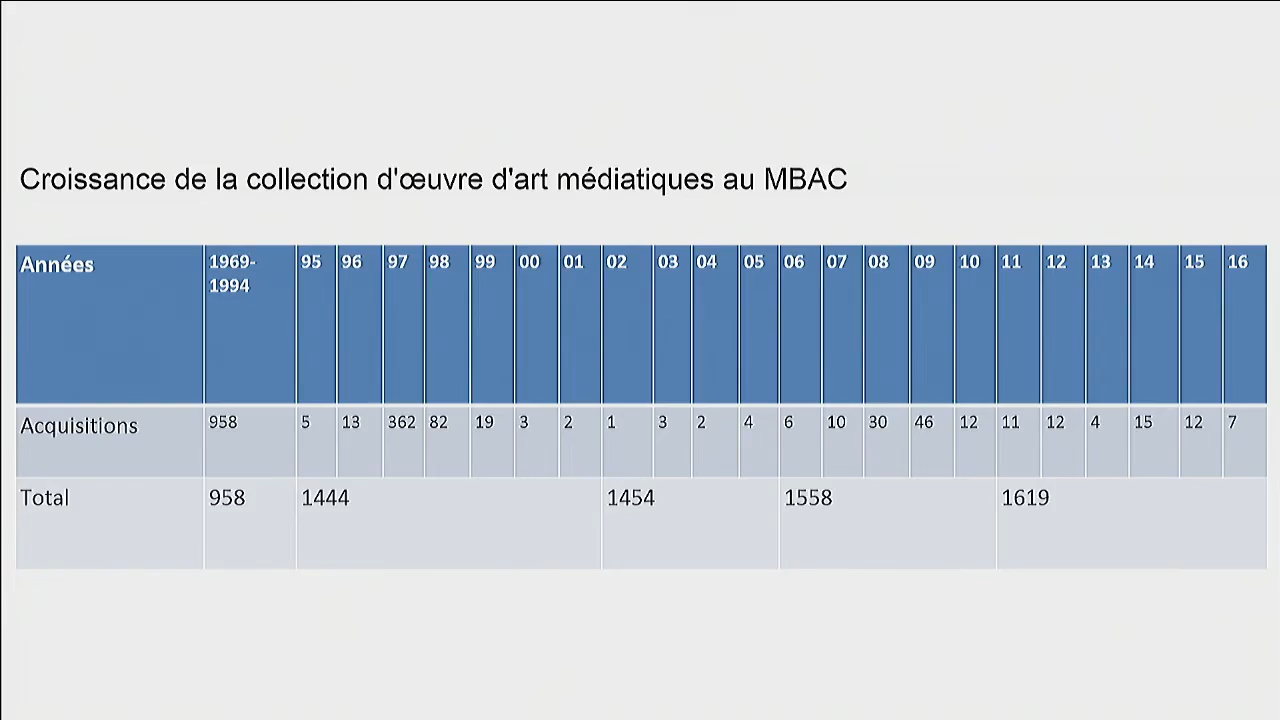 Croissance de la collection d'œuvre d'art médiatiques au MBAC
Années 1969- 95 96 97 98 99 00 01 02 03 04 05 06 07 08 09 10 11 12 13 14 15 16
1994
Acquisitions 958 5 13 362 82 19 3 2 1 3 2 4 6 10 30 46 12 11 12 4 15 12 7
Total 958 1444 1454 1558 1619